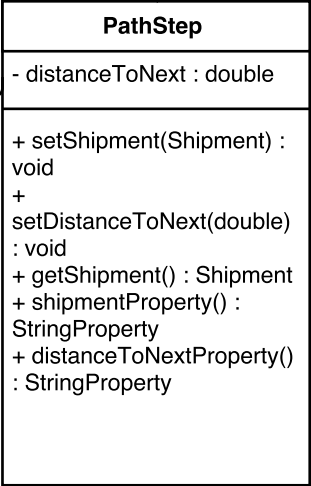 PathStep
- distanceToNext : double
+ setShipment(Shipment) :
void
+
setDistanceToNext(double)
: void
+ getShipment() : Shipment
+ shipmentProperty() :
StringProperty
+ distanceToNextProperty()
: StringProperty